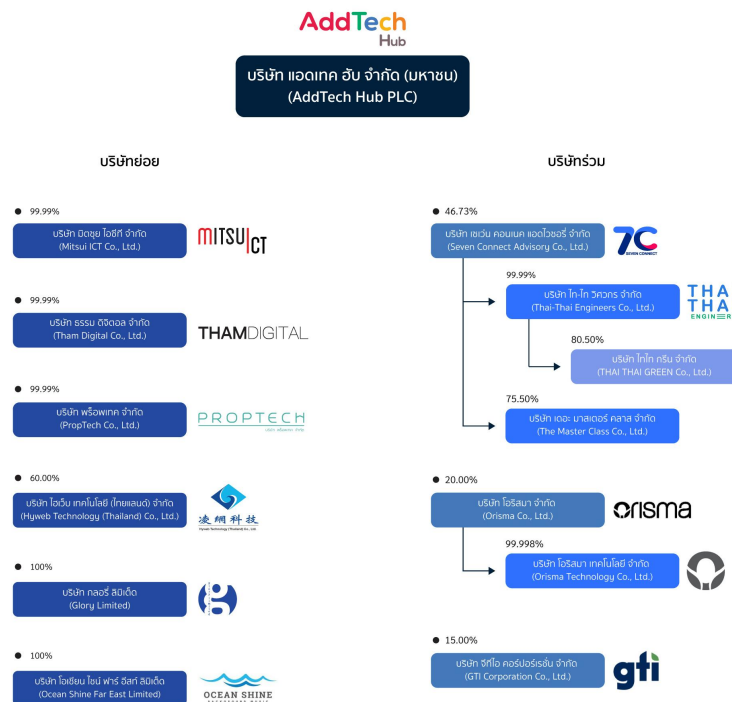 AddTech
Hub
บริษัท แอดเทค ฮับ จำกัด (มหาชน)
(AddTech Hub PLC)
บริษัทย่อย
99.99%
บริษัท มิตซุย ไอซีที จำกัด
(Mitsui ICT Co., Ltd.)
MITSUICT
99.99%
บริษัท ธรรม ดิจิตอล จำกัด
(Tham Digital Co., Ltd.)
THAMDIGITAL
99.99%
บริษัท พร็อพเทค จำกัด
(PropTech Co., Ltd.)
PROPTECH
60.00%
บริษัท ไฮเว็บ เทคโนโลยี (ไทยแลนด์) จำกัด
(Hyweb Technology (Thailand) Co., Ltd.)
凌網科技
Hyweb Technology (Thailand) Co., Ltd
100%
บริษัท กลอรี่ ลิมิเต็ด
(Glory Limited)
g
100%
บริษัท โอเชียน ไชน์ ฟาร์ อีสท์ ลิมิเต็ด
(Ocean Shine Far East Limited)
OCEAN SHINE
บริษัทร่วม
46.73%
บริษัท เซเว่น คอนเนค แอดไวซอรี่ จำกัด
(Seven Connect Advisory Co., Ltd.)
7C
SEVEN CONNECT
99.99%
บริษัท ไท-ไท วิศวกร จำกัด
(Thai-Thai Engineers Co., Ltd.)
THA
THA
ENGINEER
80.50%
บริษัท ไทไท กรีน จำกัด
(THAI THAI GREEN Co., Ltd.)
75.50%
บริษัท เดอะ มาสเตอร์ คลาส จำกัด
(The Master Class Co., Ltd.)
20.00%
บริษัท โอริสมา จำกัด
(Orisma Co., Ltd.)
orisma
99.998%
บริษัท โอริสมา เทคโนโลยี จำกัด
(Orisma Technology Co., Ltd.)
15.00%
บริษัท จีทีไอ คอร์ปอร์เรชั่น จำกัด
(GTI Corporation Co., Ltd.)
gti